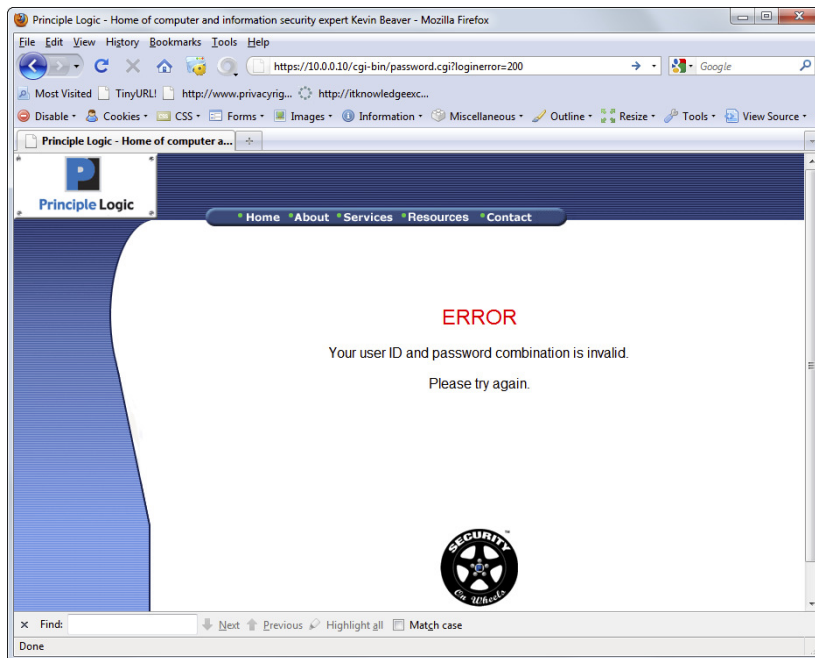 Principle Logic - Home of computer and information security expert Kevin Beaver - Mozilla Firefox
File Edit View History Bookmarks Tools Help
https://10.0.0.10/cgi-bin/password.cgi?loginerror=200 Google
Most Visited TinyURL! http://www.privacyrig... http://itknowledgeexc...
Disable Cookies CSS Forms Images Information Miscellaneous Outline Resize Tools View Source
Principle Logic - Home of computer a...
P
Principle Logic
Home About Services Resources Contact
ERROR
Your user ID and password combination is invalid.
Please try again.
SECURITY
TM
On Wheels
× Find: Next Previous Highlight all Match case
Done